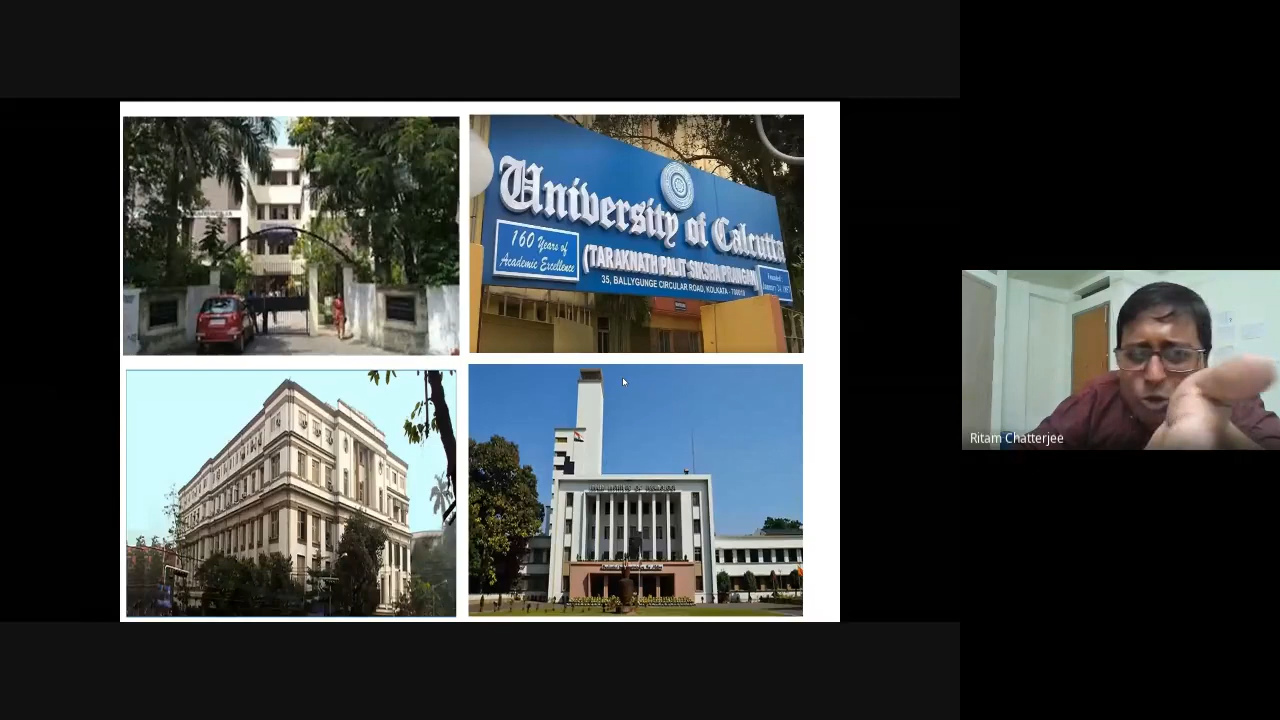 University of Calcutta
160 Years of
Academic Excellence
(TARAKNATH PALIT SIKSHA PRANGAN)
35, BALLYGUNGE CIRCULAR ROAD, KOLKATA - 700019
Ritam Chatterjee